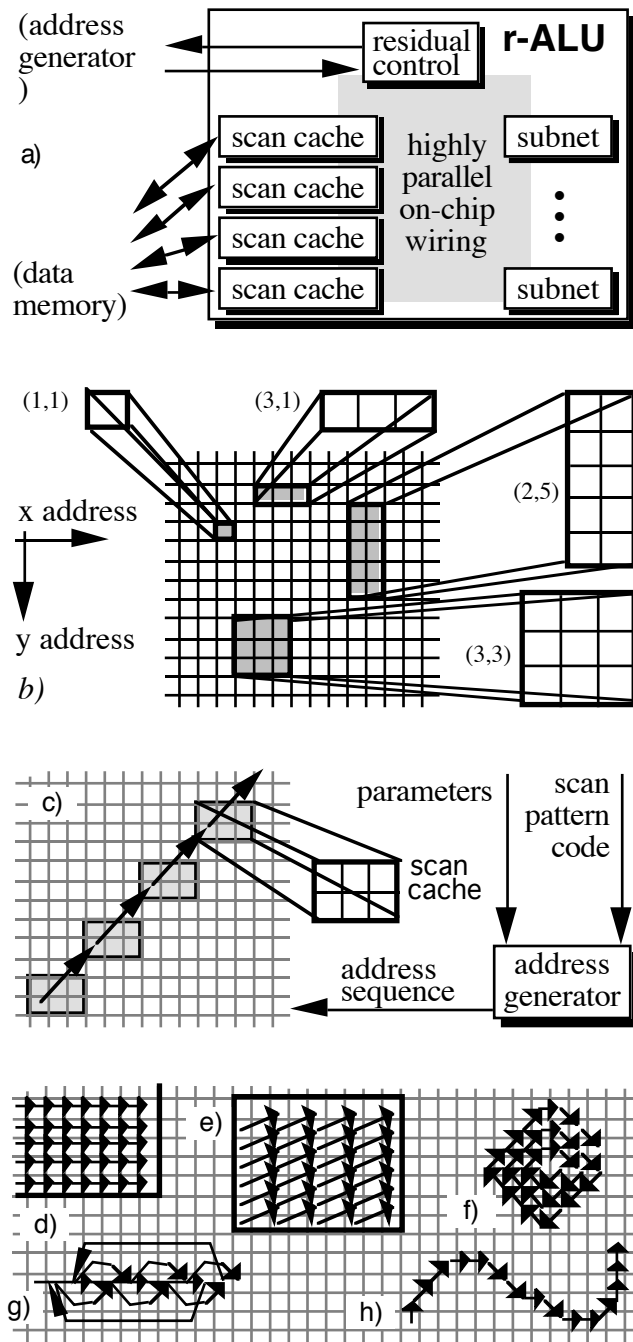 (address
generator
)
residual
control
r-ALU
a)
scan cache
scan cache
scan cache
scan cache
highly
parallel
on-chip
wiring
subnet
subnet
(data
memory)
(1,1)
(3,1)
(2,5)
(3,3)
x address
y address
b)
c)
scan
cache
parameters
scan
pattern
code
address
sequence
address
generator
d)
e)
f)
g)
h)